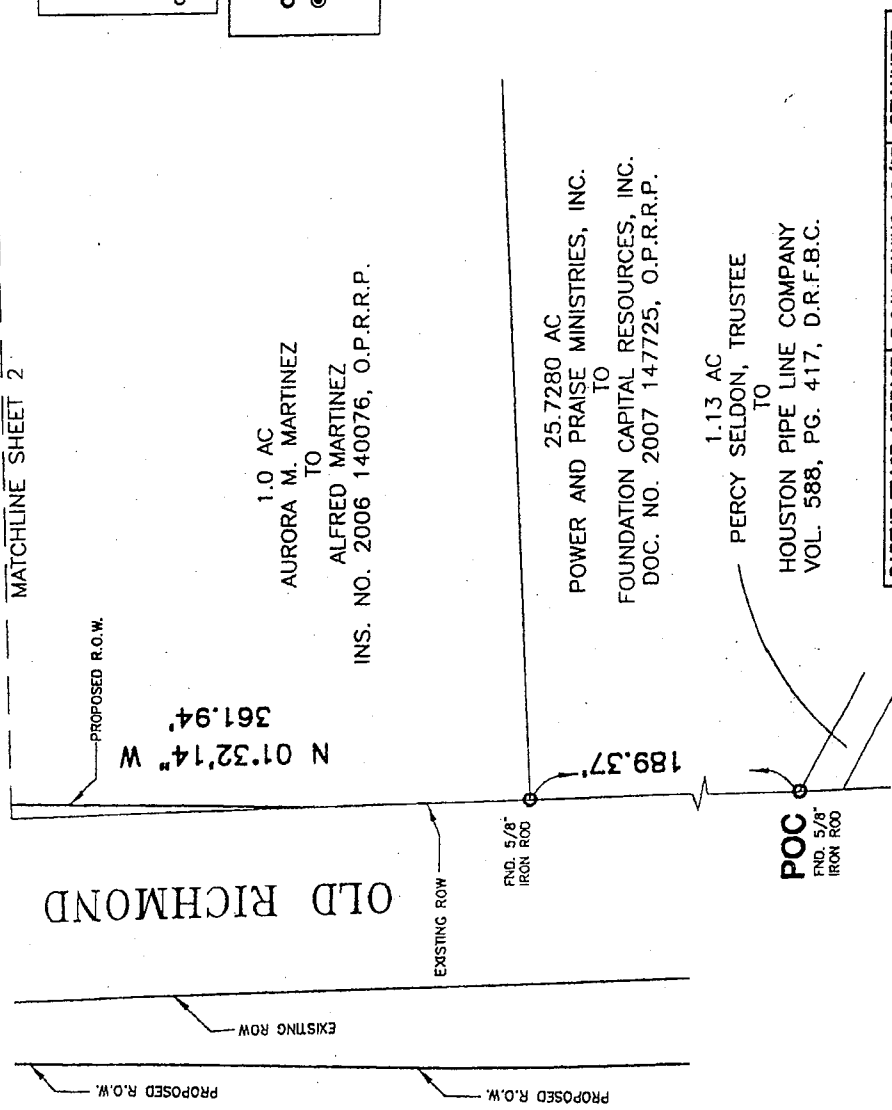 MATCHLINE SHEET 2
PROPOSED R.O.W.
N 01°32'14" W
361.94'
1.0 AC
AURORA M. MARTINEZ
TO
ALFRED MARTINEZ
INS. NO. 2006 140076, O.P.R.R.P.
OLD RICHMOND
EXISTING ROW
EXISTING ROW
PROPOSED R.O.W.
PROPOSED R.O.W.
FND. 5/8"
IRON ROD
189.37'
25.7280 AC
POWER AND PRAISE MINISTRIES, INC.
TO
FOUNDATION CAPITAL RESOURCES, INC.
DOC. NO. 2007 147725, O.P.R.R.P.
1.13 AC
PERCY SELDON, TRUSTEE
TO
HOUSTON PIPE LINE COMPANY
VOL. 588, PG. 417, D.R.F.B.C.
POC
FND. 5/8"
IRON ROD